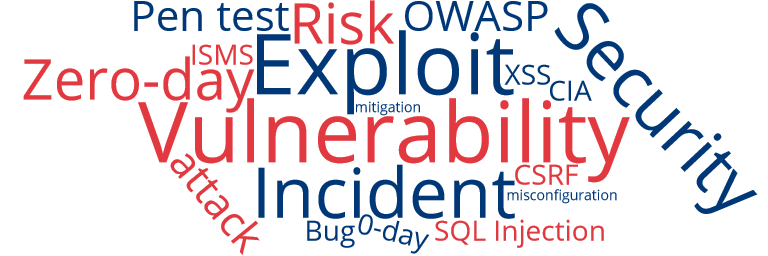 Pen test
Risk
OWASP
Security
ISMS
Exploit
XSS
CIA
Zero-day
mitigation
Vulnerability
attack
Incident
CSRF
misconfiguration
Bug
0-day
SQL Injection